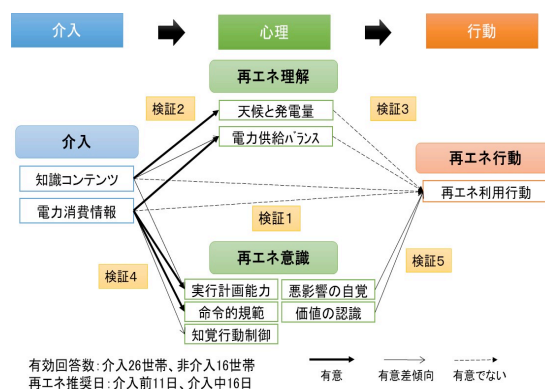 介入
心理
行動
再エネ理解
検証2
検証3
天候と発電量
電力供給バランス
介入
知識コンテンツ
電力消費情報
再エネ行動
再エネ利用行動
検証1
再エネ意識
検証4
検証5
実行計画能力
悪影響の自覚
命令的規範
価値の認識
知覚行動制御
有効回答数：介入26世帯、非介入16世帯
再エネ推奨日：介入前11日、介入中16日
有意
有意差傾向
有意でない